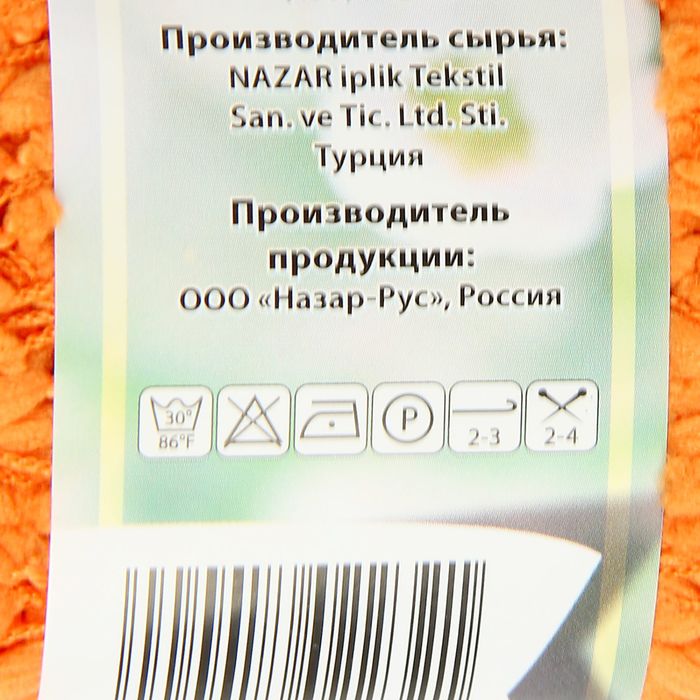 Производитель сырья:
NAZAR iplik Tekstil
San. ve Tic. Ltd. Sti.
Турция
Производитель
продукции:
ООО «Назар-Рус», Россия
30°
86°F
P
2-3
2-4